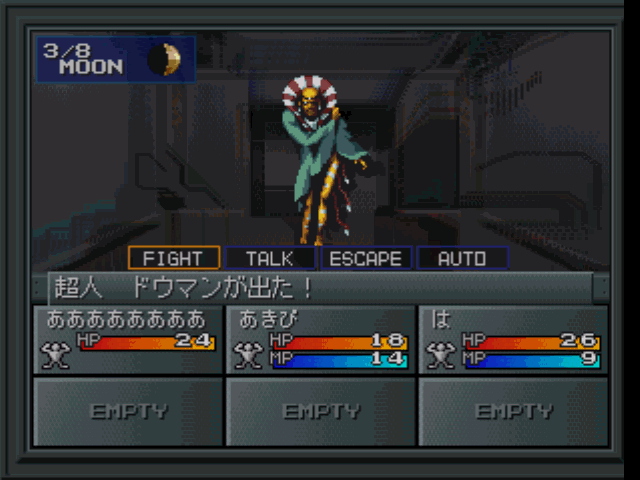 3/8
MOON
FIGHT TALK ESCAPE AUTO
超人 ドウマンが出た!
ああああああああ あきび は
HP 24 HP 18 HP 26
MP 14 MP 9
EMPTY EMPTY EMPTY